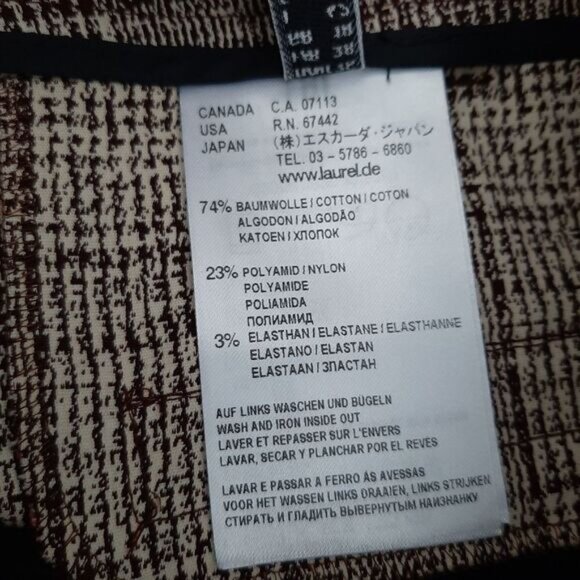 CANADA C.A. 07113
USA R.N. 67442
JAPAN (株)エスカーダ・ジャパン
TEL. 03 - 5786 - 6860
www.laurel.de
74% BAUMWOLLE / COTTON / COTON
ALGODON / ALGODÃO
KATOEN / ХЛОПОК
23% POLYAMID / NYLON
POLYAMIDE
POLIAMIDA
ПОЛИАМИД
3% ELASTHAN / ELASTANE / ELASTHANNE
ELASTANO / ELASTAN
ELASTAAN / ЭЛАСТАН
AUF LINKS WASCHEN UND BÜGELN
WASH AND IRON INSIDE OUT
LAVER ET REPASSER SUR L'ENVERS
LAVAR, SECAR Y PLANCHAR POR EL REVES
LAVAR E PASSAR A FERRO ÁS AVESSAS
VOOR HET WASSEN LINKS DRAAIEN, LINKS STRIJKEN
СТИРАТЬ И ГЛАДИТЬ ВЫВЕРНУТЫМ НАИЗНАНКУ